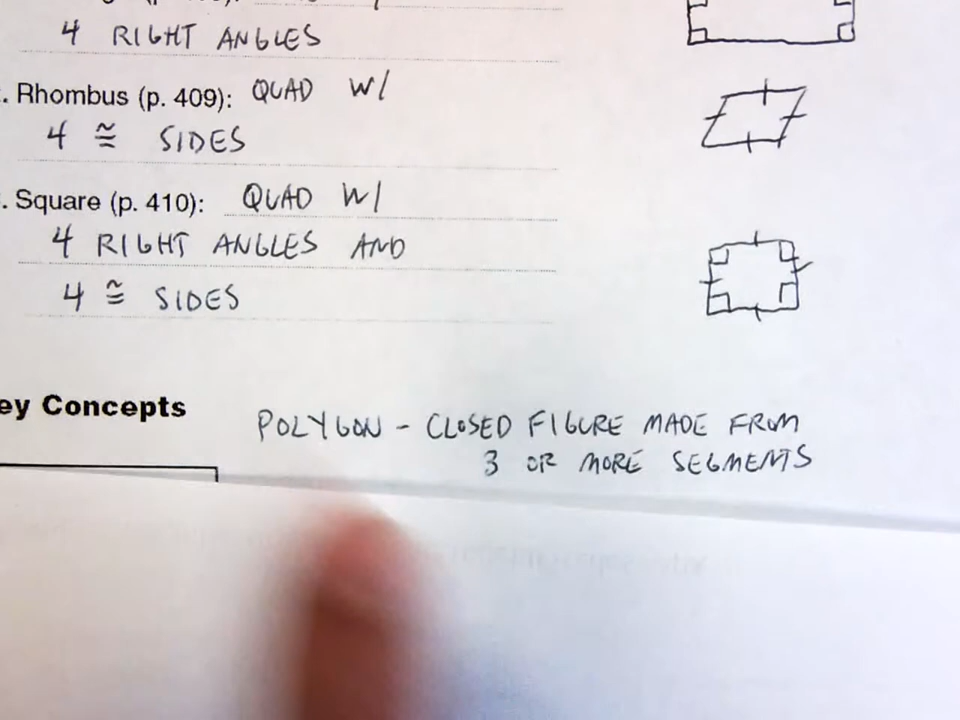 4 RIGHT ANGLES
. Rhombus (p. 409): QUAD W/
4 ≅ SIDES
. Square (p. 410): QUAD W/
4 RIGHT ANGLES AND
4 ≅ SIDES
ey Concepts
POLYGON - CLOSED FIGURE MADE FROM
3 OR MORE SEGMENTS